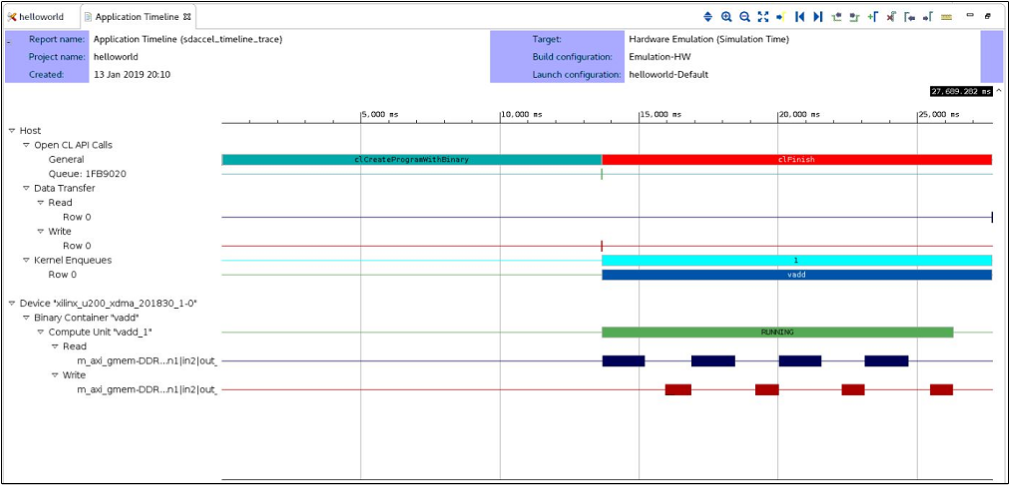 helloworld
Application Timeline
Report name: Application Timeline (sdaccel_timeline_trace) Target: Hardware Emulation (Simulation Time)
Project name: helloworld Build configuration: Emulation-HW
Created: 13 Jan 2019 20:10 Launch configuration: helloworld-Default
27,689.282 ms
5,000 ms 10,000 ms 15,000 ms 20,000 ms 25,000 ms
Host
Open CL API Calls
General clCreateProgramWithBinary clFinish
Queue: 1FB9020
Data Transfer
Read
Row 0
Write
Row 0
Kernel Enqueues 1
Row 0 vadd
Device "xilinx_u200_xdma_201830_1-0"
Binary Container "vadd"
Compute Unit "vadd_1" RUNNING
Read
m_axi_gmem-DDR...n1|in2|out_
Write
m_axi_gmem-DDR...n1|in2|out_